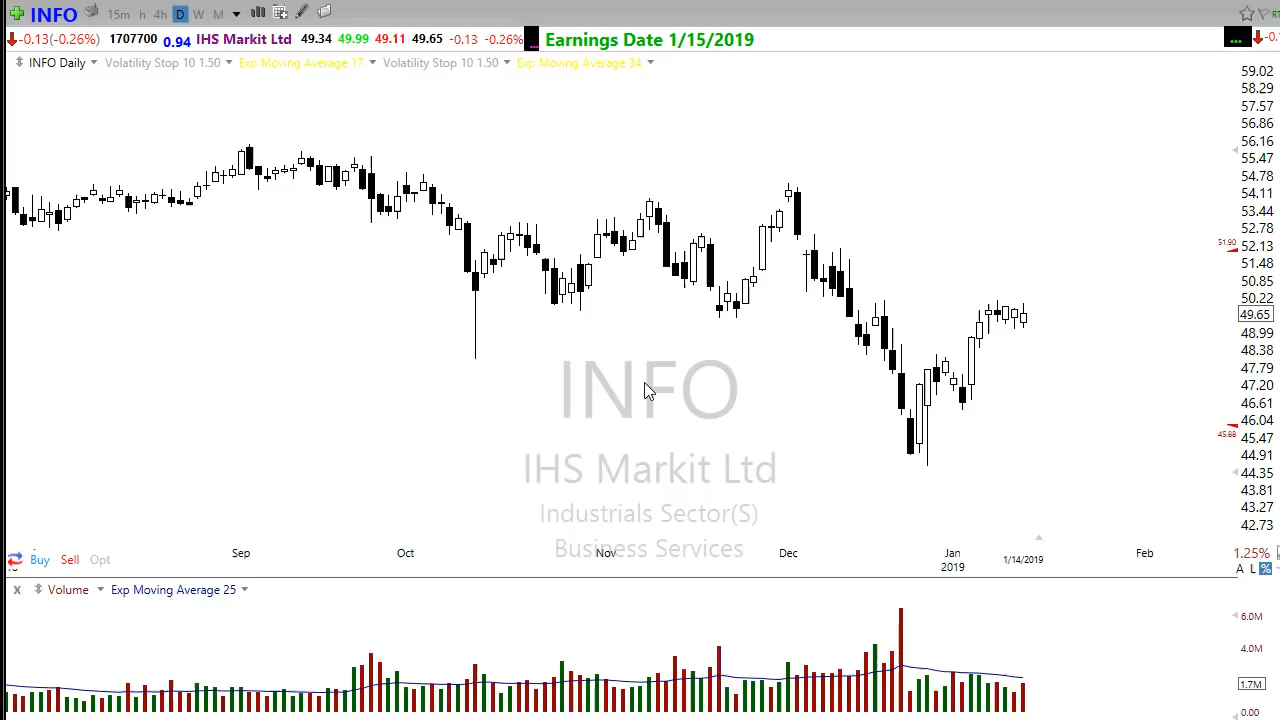 INFO 15m h 4h D W M
-0.13(-0.26%) 1707700 0.94 IHS Markit Ltd 49.34 49.99 49.11 49.65 -0.13 -0.26% ... Earnings Date 1/15/2019 ...
INFO Daily Volatility Stop 10 1.50 Exp Moving Average 17 Volatility Stop 10 1.50 Exp Moving Average 34
59.02
58.29
57.57
56.86
56.16
55.47
54.78
54.11
53.44
52.78
51.90
52.13
51.48
50.85
50.22
49.65
48.99
48.38
47.79
47.20
46.61
46.04
45.88
45.47
44.91
44.35
43.81
43.27
42.73
INFO
IHS Markit Ltd
Industrials Sector(S)
Business Services
Sep Oct Nov Dec Jan Feb
2019 1/14/2019
Buy Sell Opt
1.25%
A L %
x Volume Exp Moving Average 25
6.0M
4.0M
1.7M
0.00